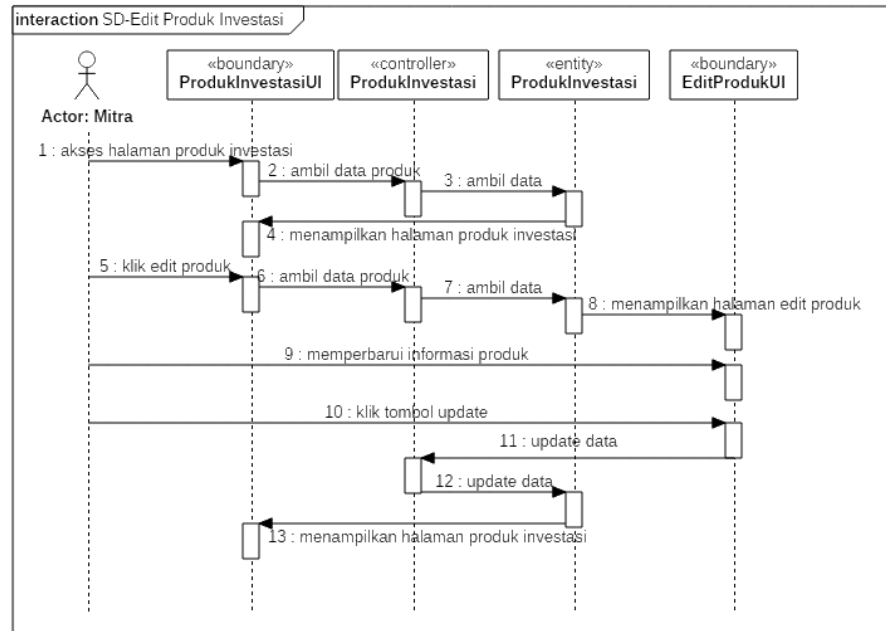 interaction SD-Edit Produk Investasi
«boundary»
ProdukInvestasiUI
«controller»
ProdukInvestasi
«entity»
ProdukInvestasi
«boundary»
EditProdukUI
Actor: Mitra
1 : akses halaman produk investasi
2 : ambil data produk
3 : ambil data
4 : menampilkan halaman produk investasi
5 : klik edit produk
6 : ambil data produk
7 : ambil data
8 : menampilkan halaman edit produk
9 : memperbarui informasi produk
10 : klik tombol update
11 : update data
12 : update data
13 : menampilkan halaman produk investasi